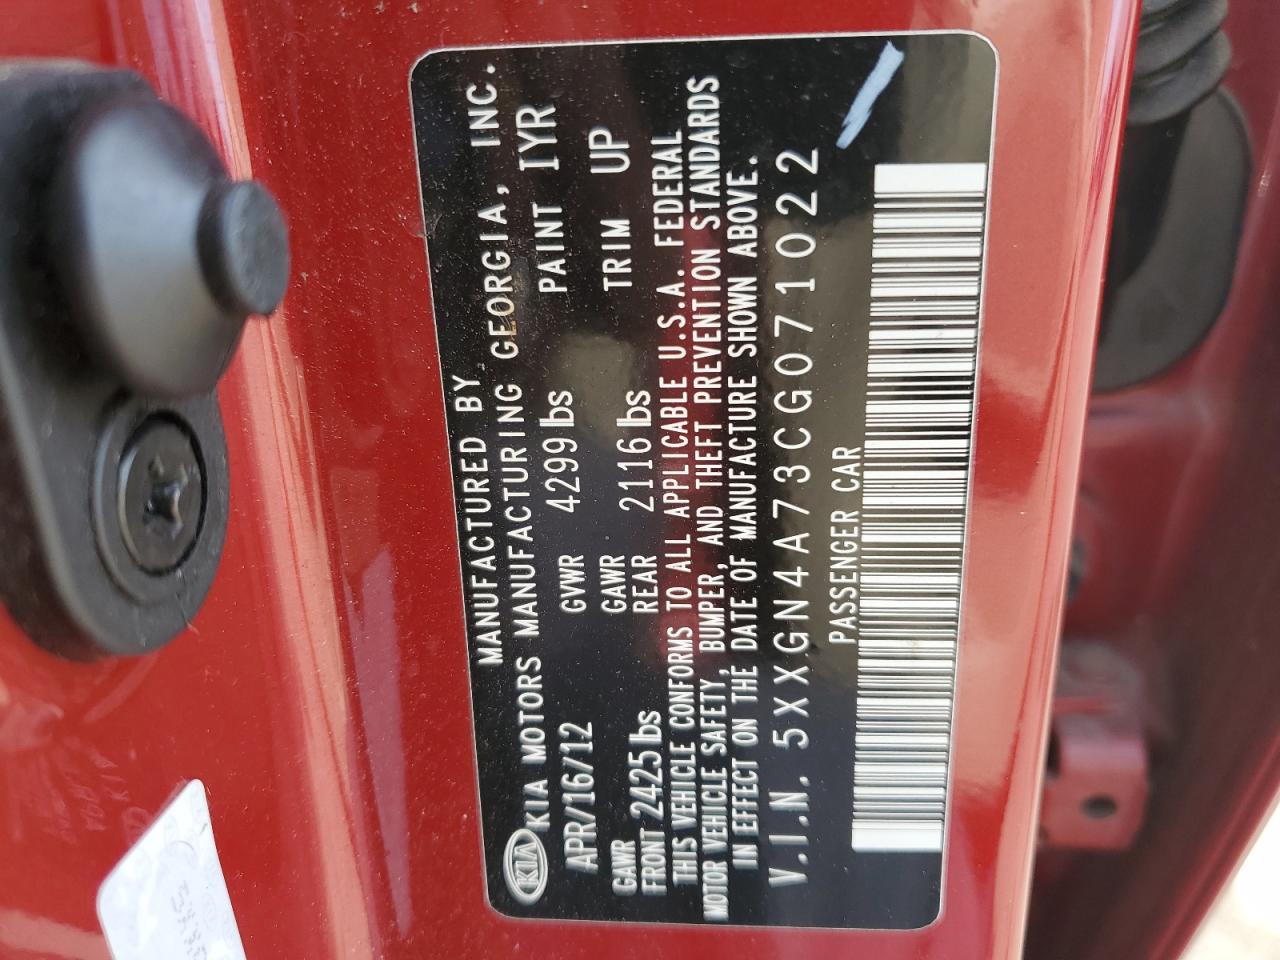 MANUFACTURED BY
KIA KIA MOTORS MANUFACTURING GEORGIA, INC.
APR/16/12 GVWR 4299 lbs PAINT IYR
GAWR FRONT 2425 lbs GAWR REAR 2116 lbs TRIM UP
THIS VEHICLE CONFORMS TO ALL APPLICABLE U.S.A. FEDERAL
MOTOR VEHICLE SAFETY, BUMPER, AND THEFT PREVENTION STANDARDS
IN EFFECT ON THE DATE OF MANUFACTURE SHOWN ABOVE.
V.I.N. 5XXGN4A73CG071022
PASSENGER CAR